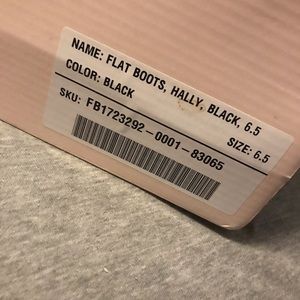 NAME: FLAT BOOTS, HALLY, BLACK, 6.5
COLOR: BLACK
SIZE: 6.5
SKU: FB1723292-0001-83065